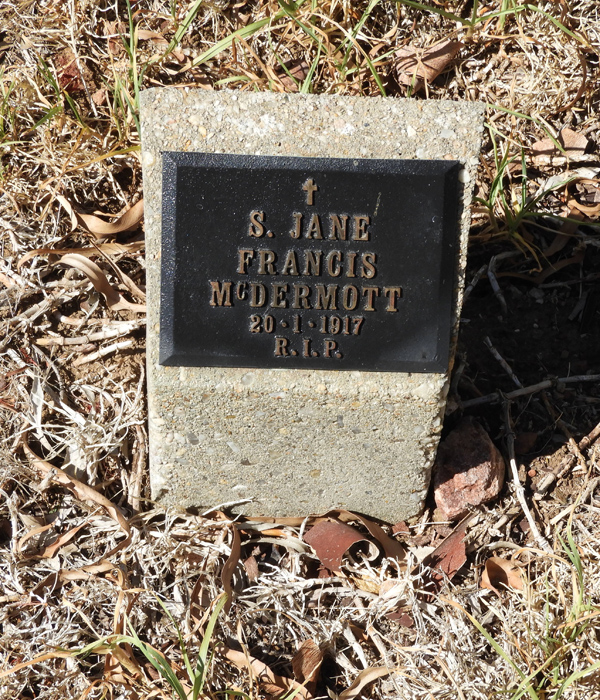 S. JANE
FRANCIS
McDERMOTT
20·1·1917
R.I.P.